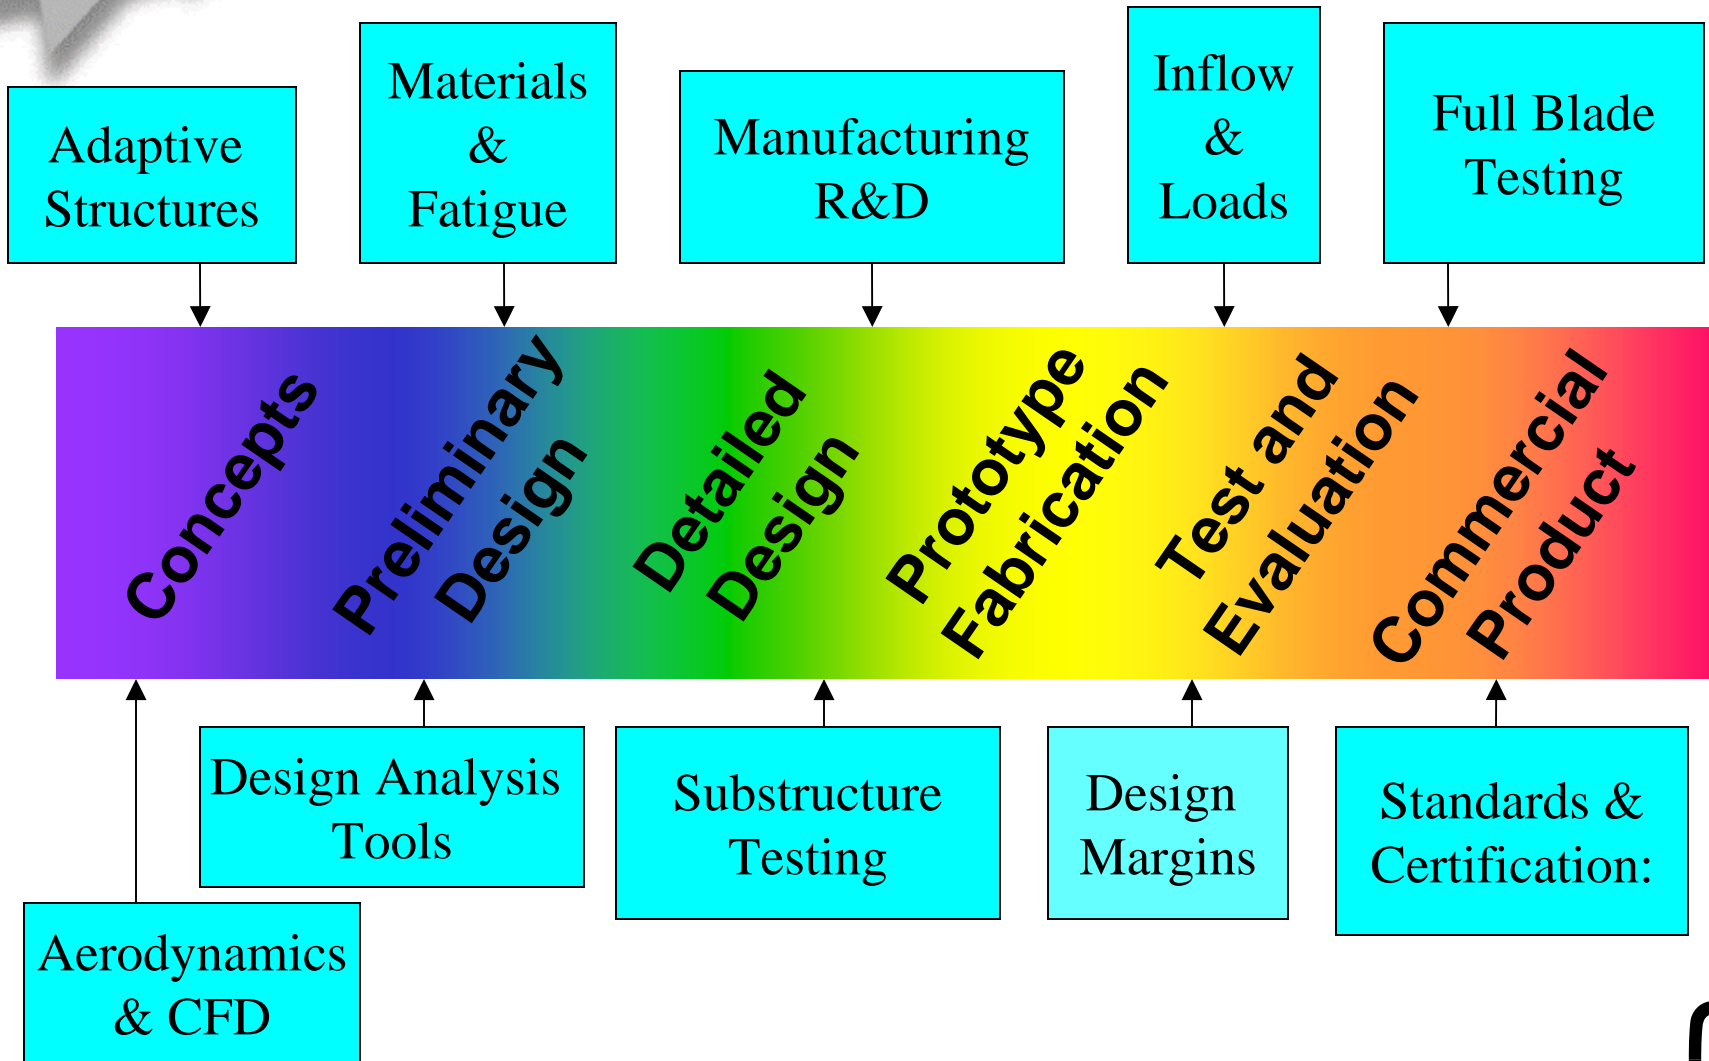 Adaptive
Structures
Materials
&
Fatigue
Manufacturing
R&D
Inflow
&
Loads
Full Blade
Testing
Concepts
Preliminary
Design
Detailed
Design
Prototype
Fabrication
Test and
Evaluation
Commercial
Product
Design Analysis
Tools
Substructure
Testing
Design
Margins
Standards &
Certification:
Aerodynamics
& CFD